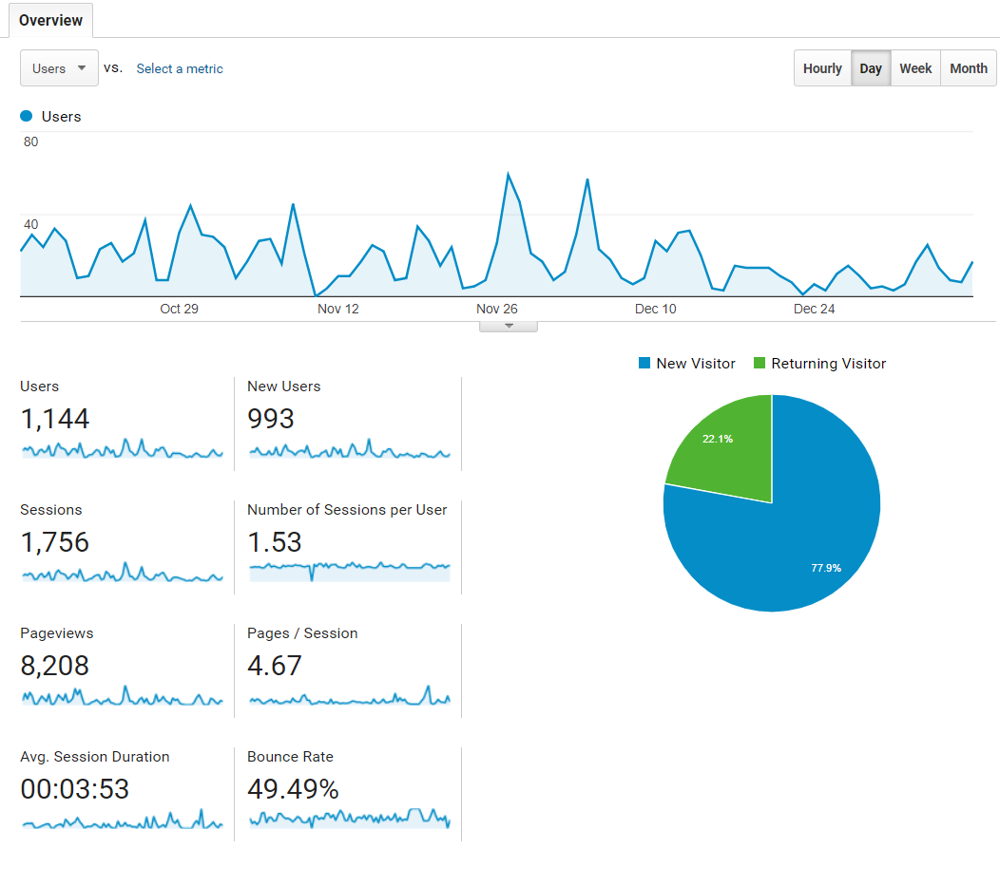 Overview
Users vs. Select a metric Hourly Day Week Month
Users
80
40
Oct 29 Nov 12 Nov 26 Dec 10 Dec 24
New Visitor Returning Visitor
22.1%
77.9%
Users New Users
1,144 993
Sessions Number of Sessions per User
1,756 1.53
Pageviews Pages / Session
8,208 4.67
Avg. Session Duration Bounce Rate
00:03:53 49.49%